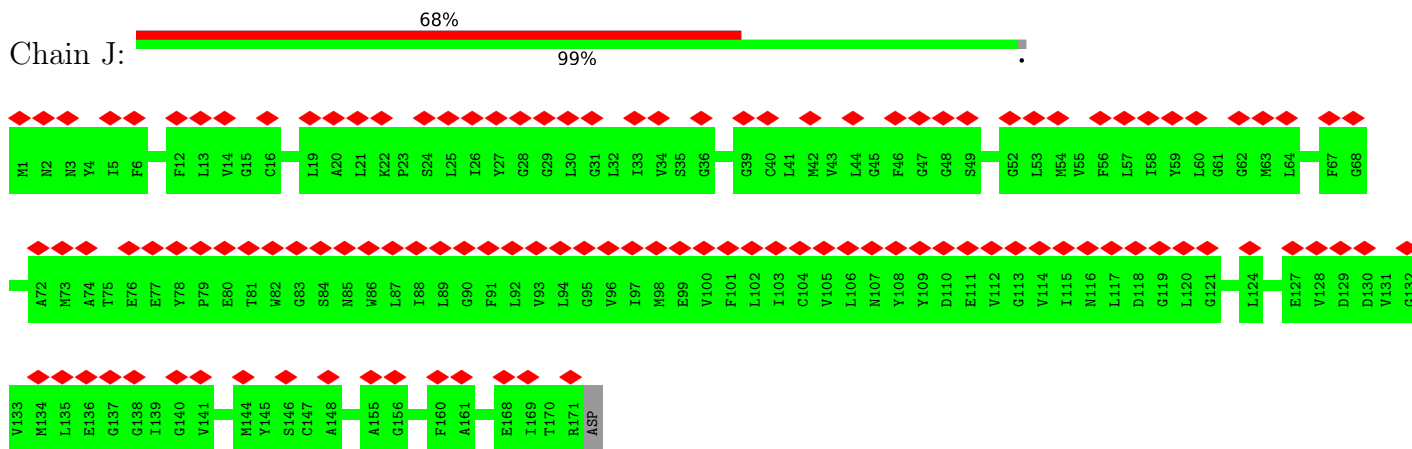 68%
Chain J:
99%
.
M1 N2 N3 Y4 I5 F6 F12 L13 V14 G15 C16 L19 A20 L21 K22 P23 S24 L25 I26 Y27 G28 G29 L30 G31 L32 I33 V34 S35 G36 G39 C40 L41 M42 V43 L44 G45 F46 G47 G48 S49 G52 L53 M54 V55 F56 L57 I58 Y59 L60 G61 G62 M63 L64 F67 G68
A72 M73 A74 T75 E76 E77 Y78 P79 E80 T81 W82 G83 S84 N85 W86 L87 I88 L89 G90 F91 L92 V93 L94 G95 V96 I97 M98 E99 V100 F101 L102 I103 C104 V105 L106 N107 Y108 Y109 D110 E111 V112 G113 V114 I115 N116 L117 D118 G119 L120 G121 L124 E127 V128 D129 D130 V131 G132
V133 M134 L135 E136 G137 G138 I139 G140 V141 M144 Y145 S146 C147 A148 A155 G156 F160 A161 E168 I169 T170 R171 ASP